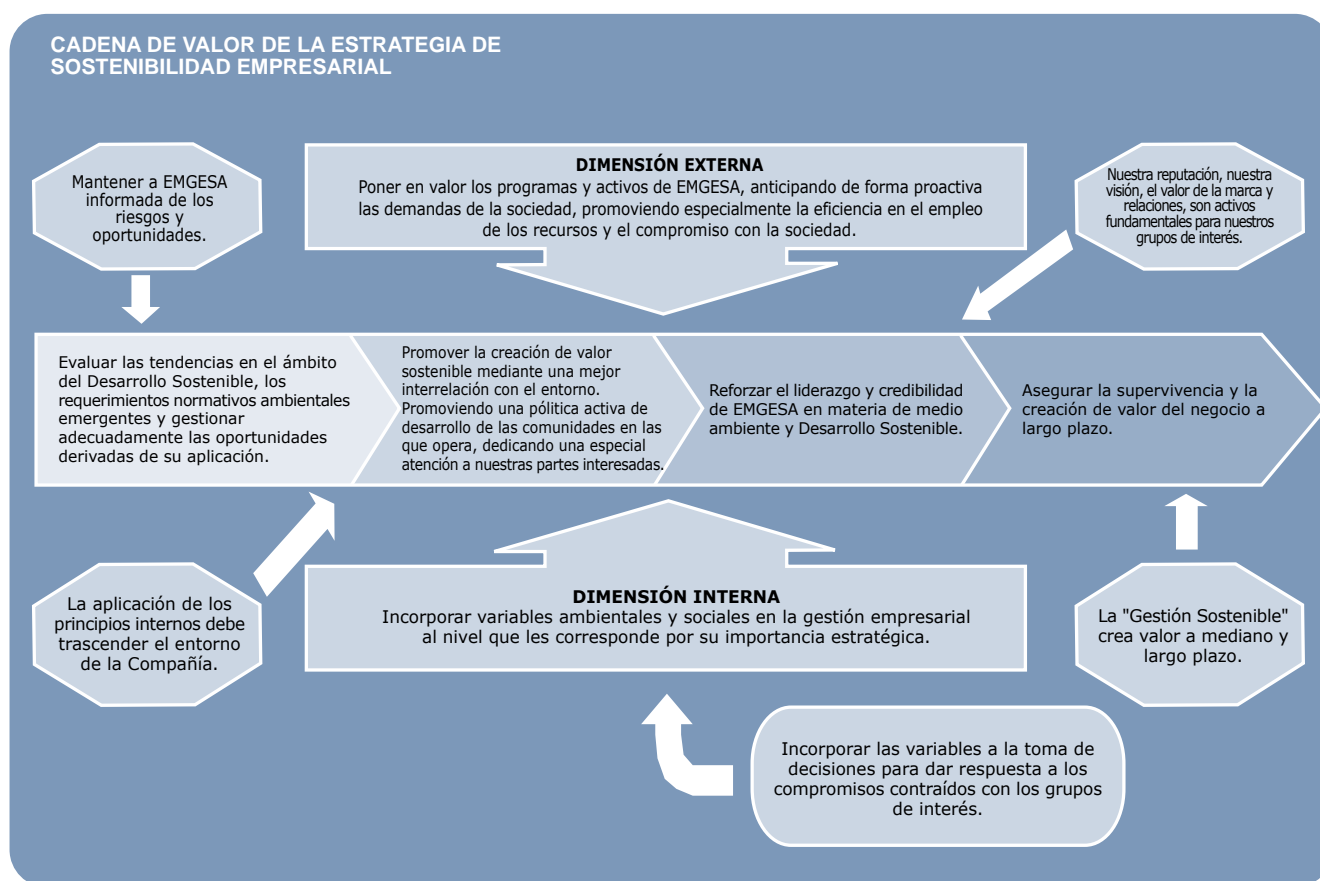 CADENA DE VALOR DE LA ESTRATEGIA DE
SOSTENIBILIDAD EMPRESARIAL
Mantener a EMGESA
informada de los
riesgos y
oportunidades.
DIMENSIÓN EXTERNA
Poner en valor los programas y activos de EMGESA, anticipando de forma proactiva
las demandas de la sociedad, promoviendo especialmente la eficiencia en el empleo
de los recursos y el compromiso con la sociedad.
Nuestra reputación, nuestra
visión, el valor de la marca y
relaciones, son activos
fundamentales para nuestros
grupos de interés.
Evaluar las tendencias en el ámbito
del Desarrollo Sostenible, los
requerimientos normativos ambientales
emergentes y gestionar
adecuadamente las oportunidades
derivadas de su aplicación.
Promover la creación de valor
sostenible mediante una mejor
interrelación con el entorno.
Promoviendo una pólitica activa de
desarrollo de las comunidades en las
que opera, dedicando una especial
atención a nuestras partes interesadas.
Reforzar el liderazgo y credibilidad
de EMGESA en materia de medio
ambiente y Desarrollo Sostenible.
Asegurar la supervivencia y la
creación de valor del negocio a
largo plazo.
La aplicación de los
principios internos debe
trascender el entorno
de la Compañía.
DIMENSIÓN INTERNA
Incorporar variables ambientales y sociales en la gestión empresarial
al nivel que les corresponde por su importancia estratégica.
La "Gestión Sostenible"
crea valor a mediano y
largo plazo.
Incorporar las variables a la toma de
decisiones para dar respuesta a los
compromisos contraídos con los grupos
de interés.